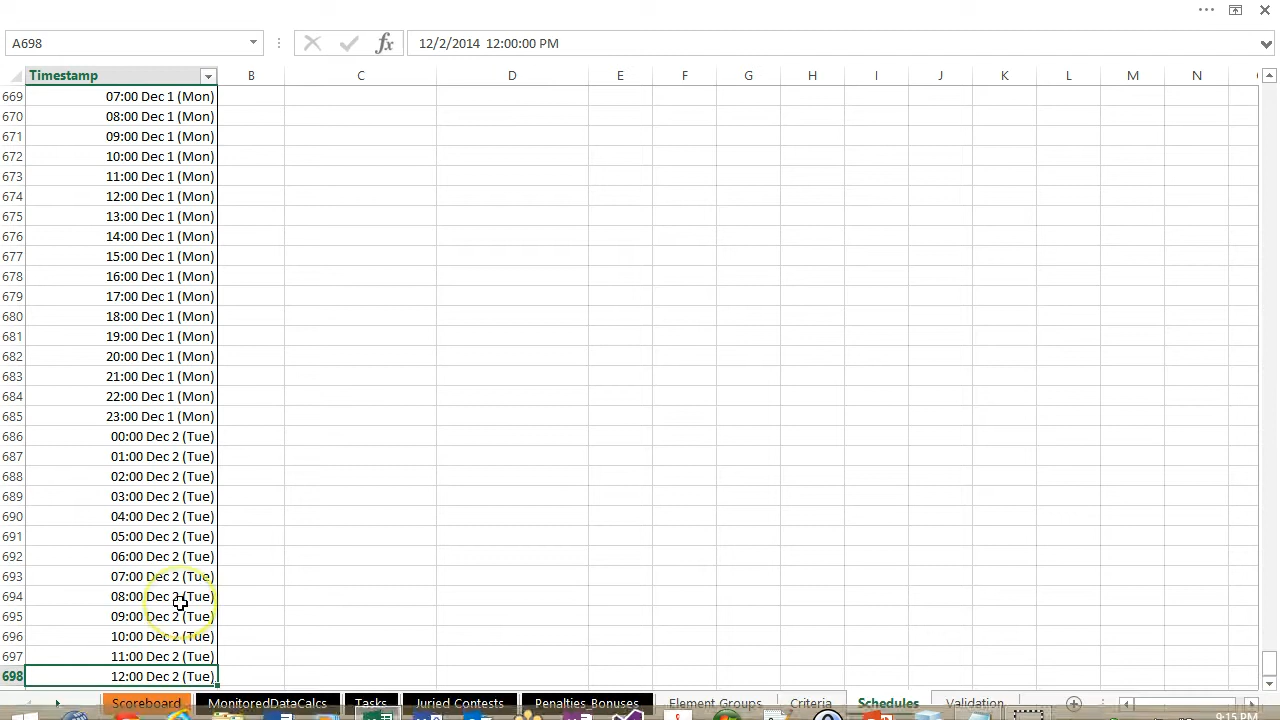 A698 fx 12/2/2014 12:00:00 PM
Timestamp B C D E F G H I J K L M N
669 07:00 Dec 1 (Mon)
670 08:00 Dec 1 (Mon)
671 09:00 Dec 1 (Mon)
672 10:00 Dec 1 (Mon)
673 11:00 Dec 1 (Mon)
674 12:00 Dec 1 (Mon)
675 13:00 Dec 1 (Mon)
676 14:00 Dec 1 (Mon)
677 15:00 Dec 1 (Mon)
678 16:00 Dec 1 (Mon)
679 17:00 Dec 1 (Mon)
680 18:00 Dec 1 (Mon)
681 19:00 Dec 1 (Mon)
682 20:00 Dec 1 (Mon)
683 21:00 Dec 1 (Mon)
684 22:00 Dec 1 (Mon)
685 23:00 Dec 1 (Mon)
686 00:00 Dec 2 (Tue)
687 01:00 Dec 2 (Tue)
688 02:00 Dec 2 (Tue)
689 03:00 Dec 2 (Tue)
690 04:00 Dec 2 (Tue)
691 05:00 Dec 2 (Tue)
692 06:00 Dec 2 (Tue)
693 07:00 Dec 2 (Tue)
694 08:00 Dec 2 (Tue)
695 09:00 Dec 2 (Tue)
696 10:00 Dec 2 (Tue)
697 11:00 Dec 2 (Tue)
698 12:00 Dec 2 (Tue)
Scoreboard MonitoredDataCalcs Tasks Juried Contests Penalties_Bonuses Element Groups Criteria Schedules Validation
9:15 PM